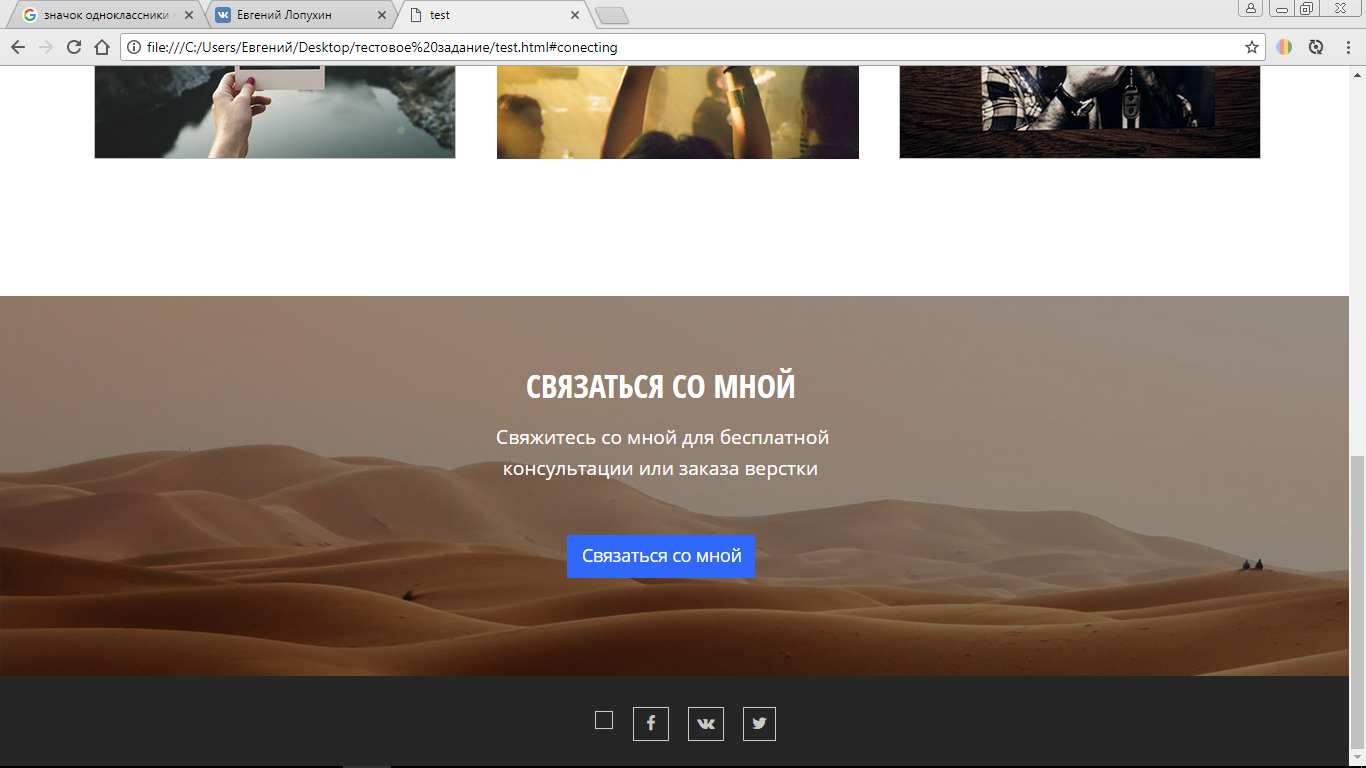 значок одноклассники
Евгений Лопухин
test
file:///C:/Users/Евгений/Desktop/тестовое%20задание/test.html#conecting
СВЯЗАТЬСЯ СО МНОЙ
Свяжитесь со мной для бесплатной
консультации или заказа верстки
Связаться со мной